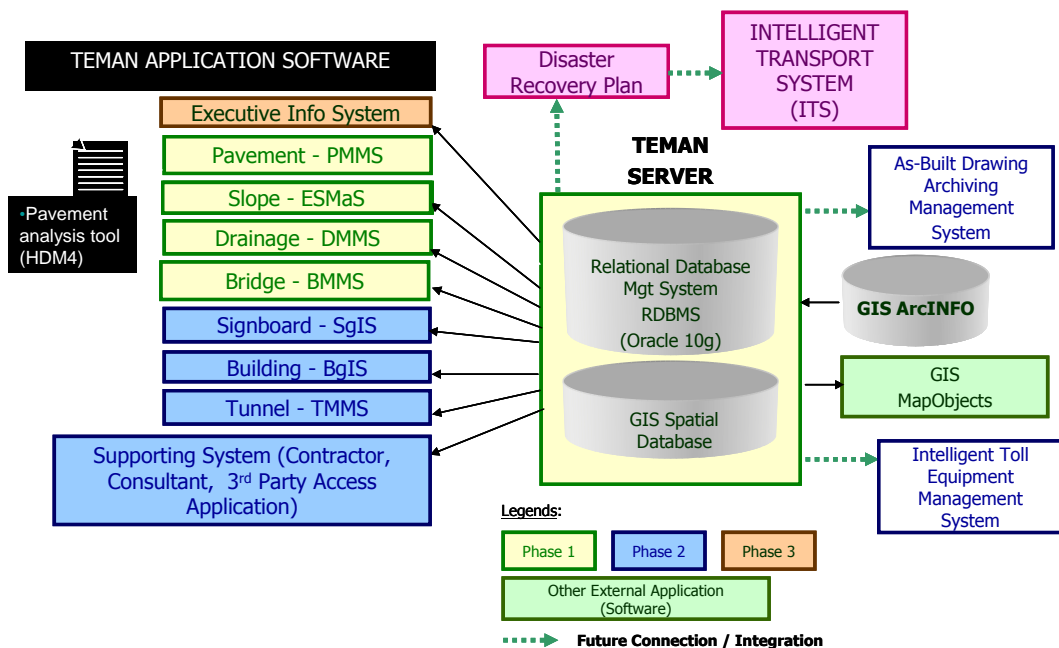 TEMAN APPLICATION SOFTWARE
Executive Info System
Pavement - PMMS
Slope - ESMaS
Drainage - DMMS
Bridge - BMMS
Signboard - SgIS
Building - BgIS
Tunnel - TMMS
Supporting System (Contractor,
Consultant, 3rd Party Access
Application)
•Pavement
analysis tool
(HDM4)
Disaster
Recovery Plan
INTELLIGENT
TRANSPORT
SYSTEM
(ITS)
TEMAN
SERVER
Relational Database
Mgt System
RDBMS
(Oracle 10g)
GIS Spatial
Database
As-Built Drawing
Archiving
Management
System
GIS ArcINFO
GIS
MapObjects
Intelligent Toll
Equipment
Management
System
Legends:
Phase 1
Phase 2
Phase 3
Other External Application
(Software)
Future Connection / Integration